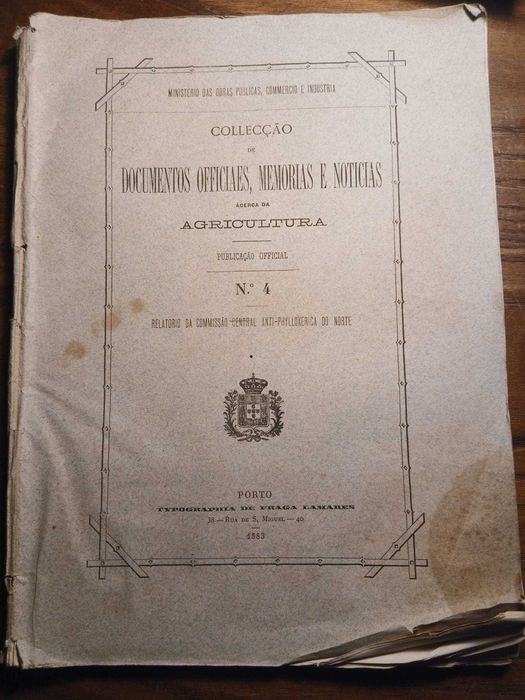 MINISTERIO DAS OBRAS PUBLICAS, COMMERCIO E INDUSTRIA
COLLECÇÃO
DE
DOCUMENTOS OFFICIAES, MEMORIAS E NOTICIAS
ÁCERCA DA
AGRICULTURA
PUBLICAÇÃO OFFICIAL
N.º 4
RELATORIO DA COMMISSÃO CENTRAL ANTI-PHYLLOXERICA DO NORTE
PORTO
TYPOGRAPHIA DE FRAGA LAMARES
38—RUA DE S. MIGUEL—40
1883